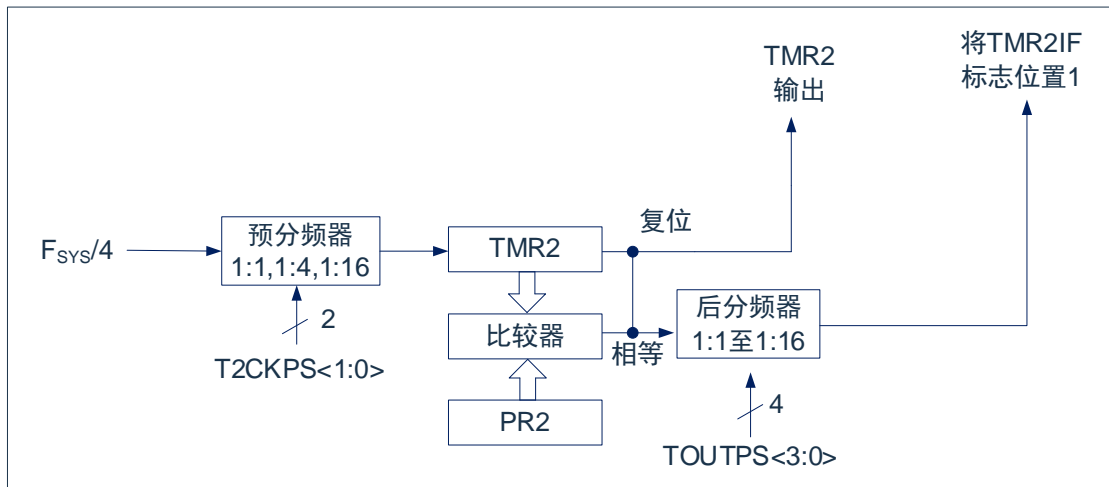 将TMR2IF
标志位置1
TMR2
输出
复位
F_SYS/4
预分频器
1:1,1:4,1:16
TMR2
2
T2CKPS<1:0>
比较器
相等
后分频器
1:1至1:16
PR2
4
TOUTPS<3:0>